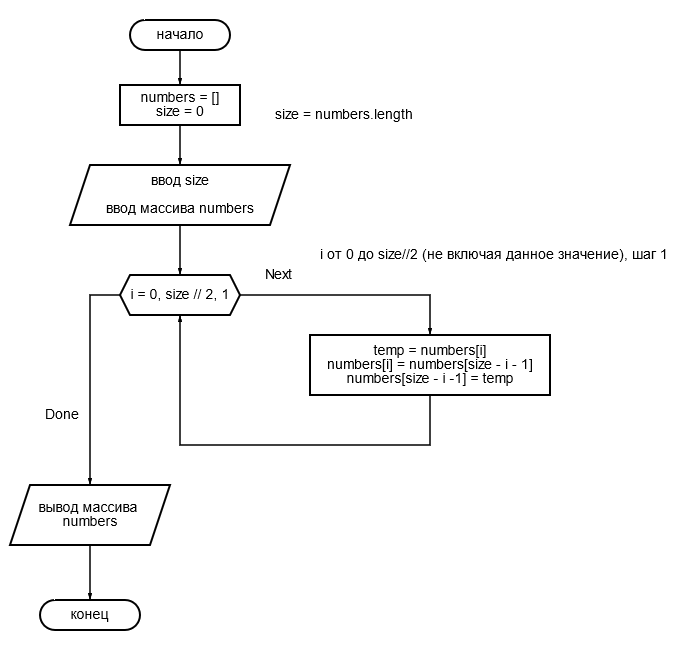 начало
numbers = []
size = 0
size = numbers.length
ввод size
ввод массива numbers
i от 0 до size//2 (не включая данное значение), шаг 1
Next
i = 0, size // 2, 1
temp = numbers[i]
numbers[i] = numbers[size - i - 1]
numbers[size - i -1] = temp
Done
вывод массива
numbers
конец